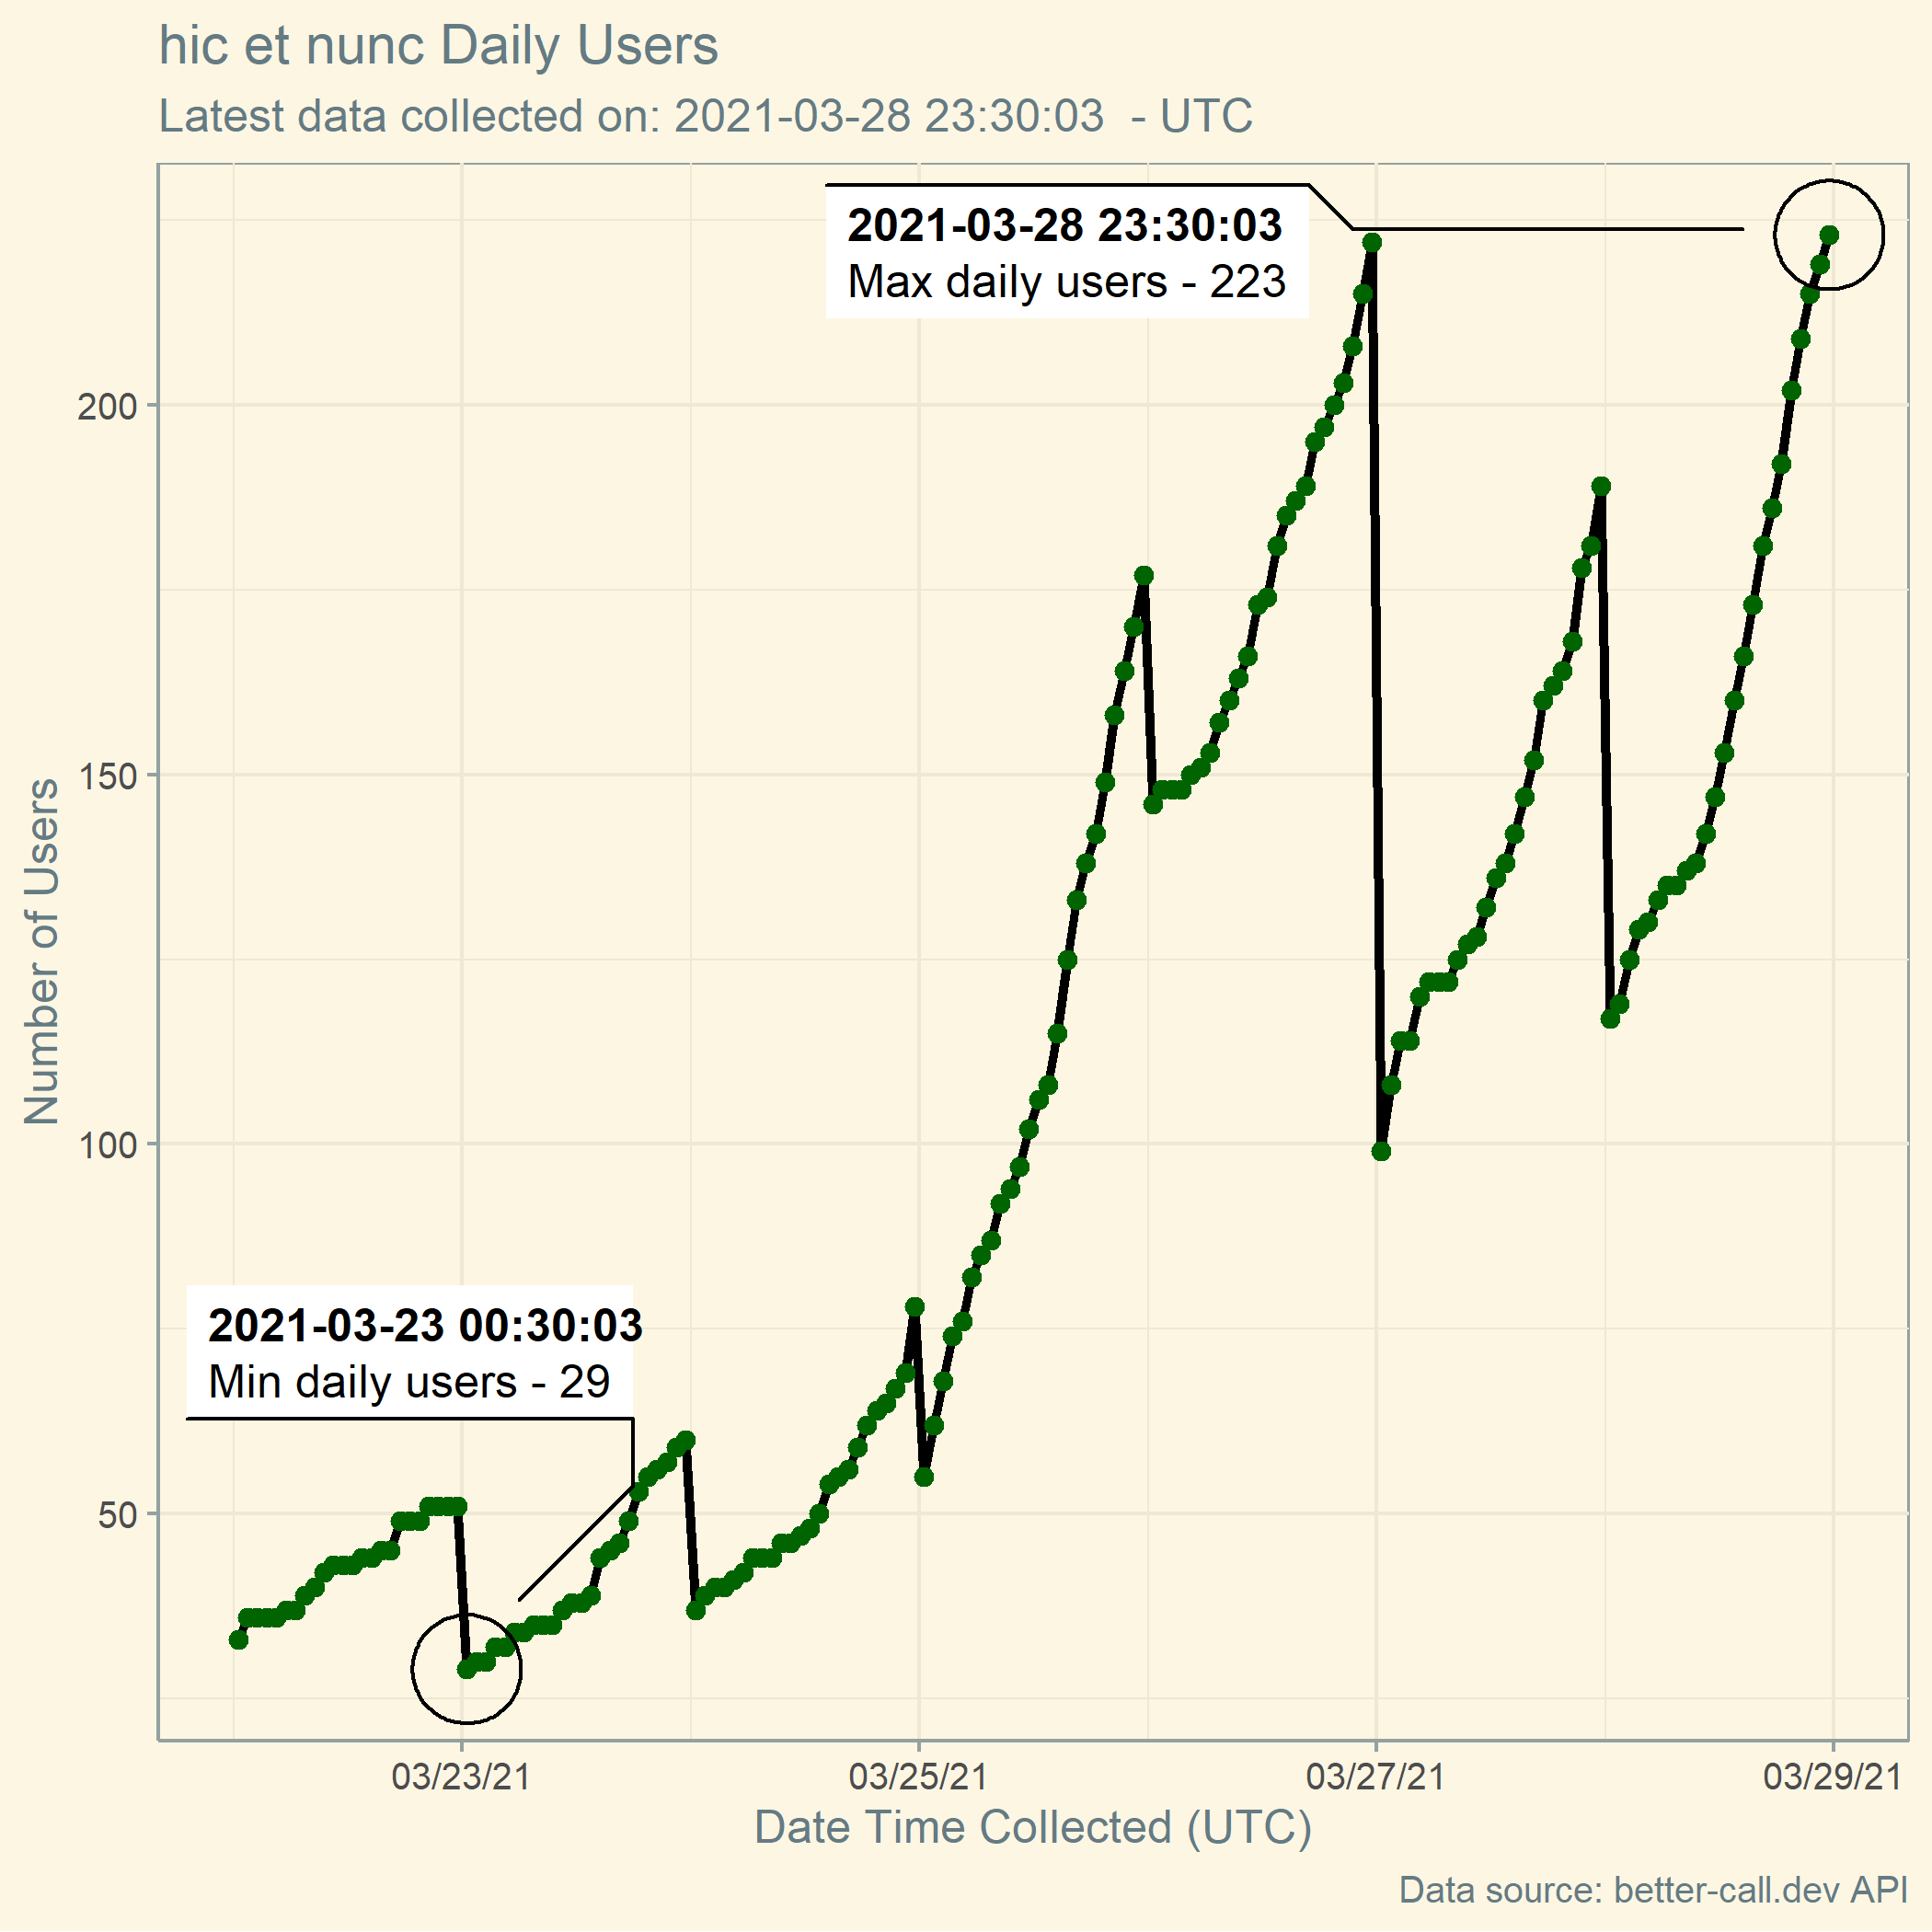 hic et nunc Daily Users
Latest data collected on: 2021-03-28 23:30:03  - UTC
2021-03-28 23:30:03
Max daily users - 223
200
150
100
50
Number of Users
2021-03-23 00:30:03
Min daily users - 29
03/23/21
03/25/21
03/27/21
03/29/21
Date Time Collected (UTC)
Data source: better-call.dev API